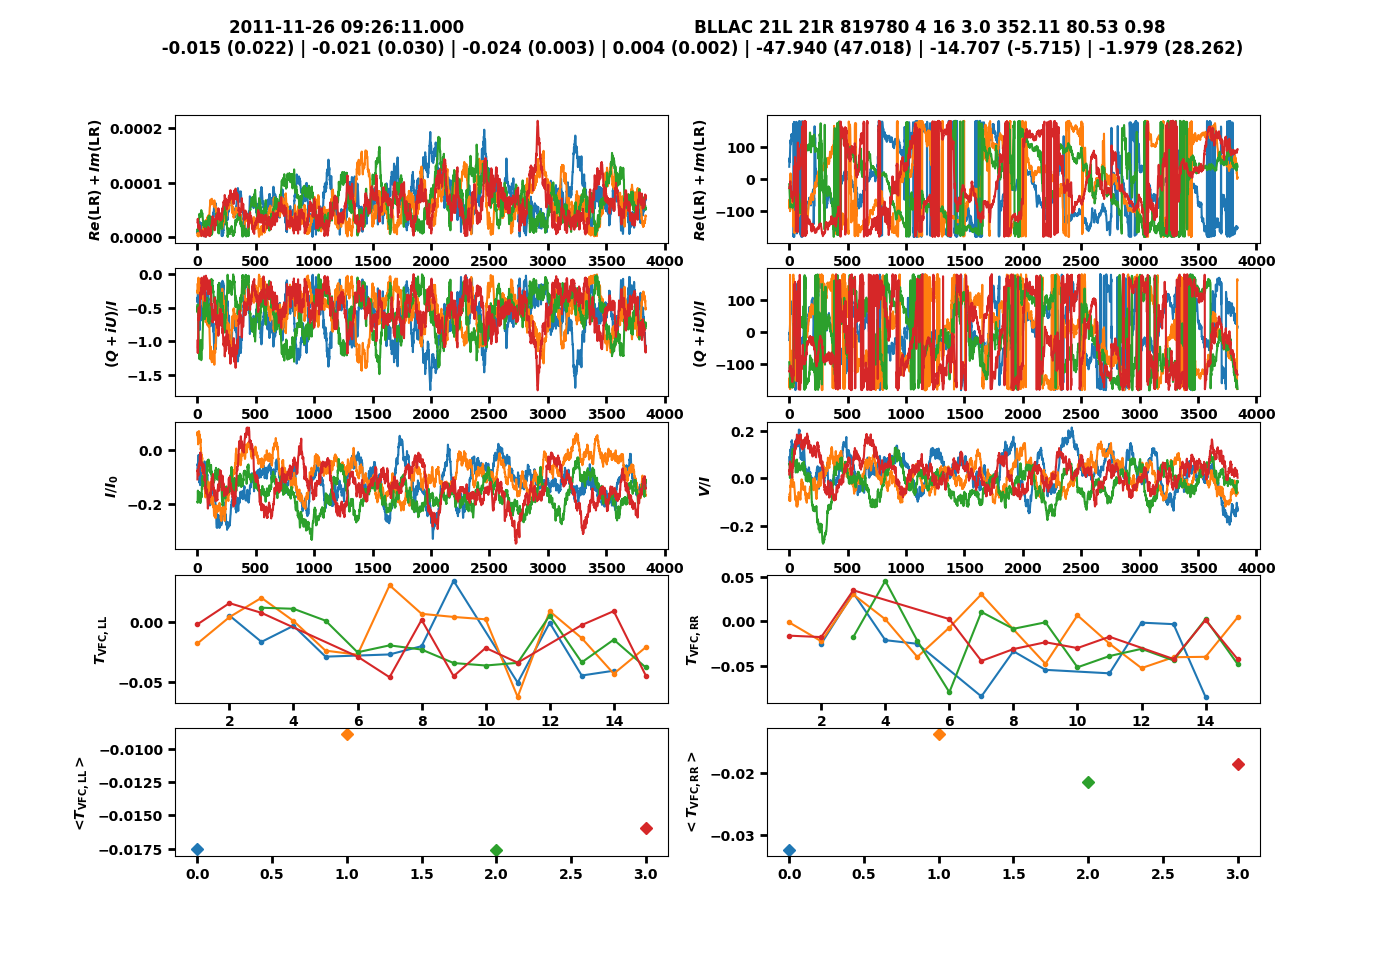 2011-11-26 09:26:11.000 BLLAC 21L 21R 819780 4 16 3.0 352.11 80.53 0.98
-0.015 (0.022) | -0.021 (0.030) | -0.024 (0.003) | 0.004 (0.002) | -47.940 (47.018) | -14.707 (-5.715) | -1.979 (28.262)
Re(LR) + Im(LR)
0.0002
0.0001
0.0000
0 500 1000 1500 2000 2500 3000 3500 4000
Re(LR) + Im(LR)
100
0
−100
0 500 1000 1500 2000 2500 3000 3500 4000
(Q + iU)/I
0.0
−0.5
−1.0
−1.5
0 500 1000 1500 2000 2500 3000 3500 4000
(Q + iU)/I
100
0
−100
0 500 1000 1500 2000 2500 3000 3500 4000
I/I0
0.0
−0.2
0 500 1000 1500 2000 2500 3000 3500 4000
V/I
0.2
0.0
−0.2
0 500 1000 1500 2000 2500 3000 3500 4000
TVFC, LL
0.00
−0.05
2 4 6 8 10 12 14
TVFC, RR
0.05
0.00
−0.05
2 4 6 8 10 12 14
<TVFC, LL >
−0.0100
−0.0125
−0.0150
−0.0175
0.0 0.5 1.0 1.5 2.0 2.5 3.0
< TVFC, RR >
−0.02
−0.03
0.0 0.5 1.0 1.5 2.0 2.5 3.0